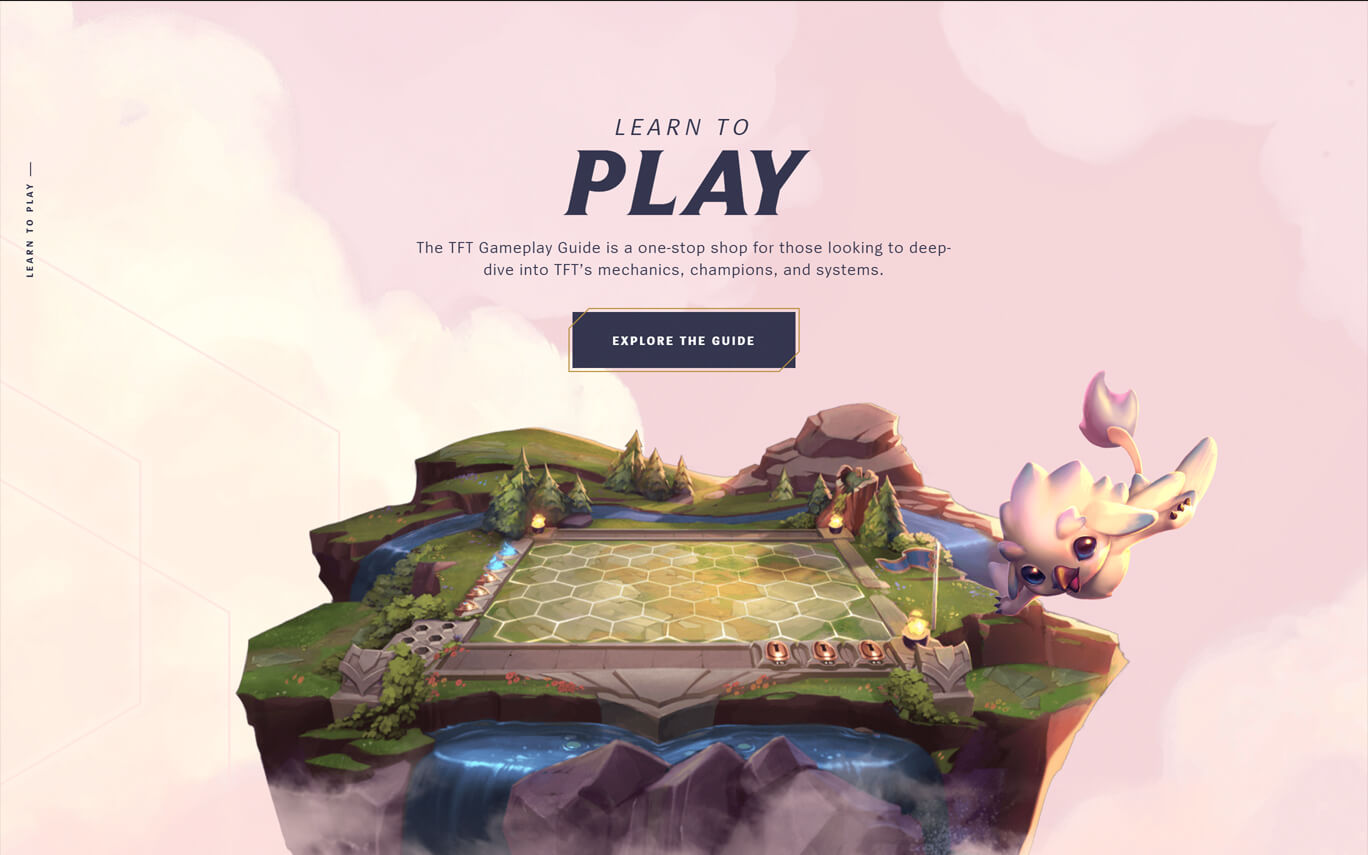 LEARN TO
PLAY
The TFT Gameplay Guide is a one-stop shop for those looking to deep-
dive into TFT's mechanics, champions, and systems.
EXPLORE THE GUIDE
LEARN TO PLAY